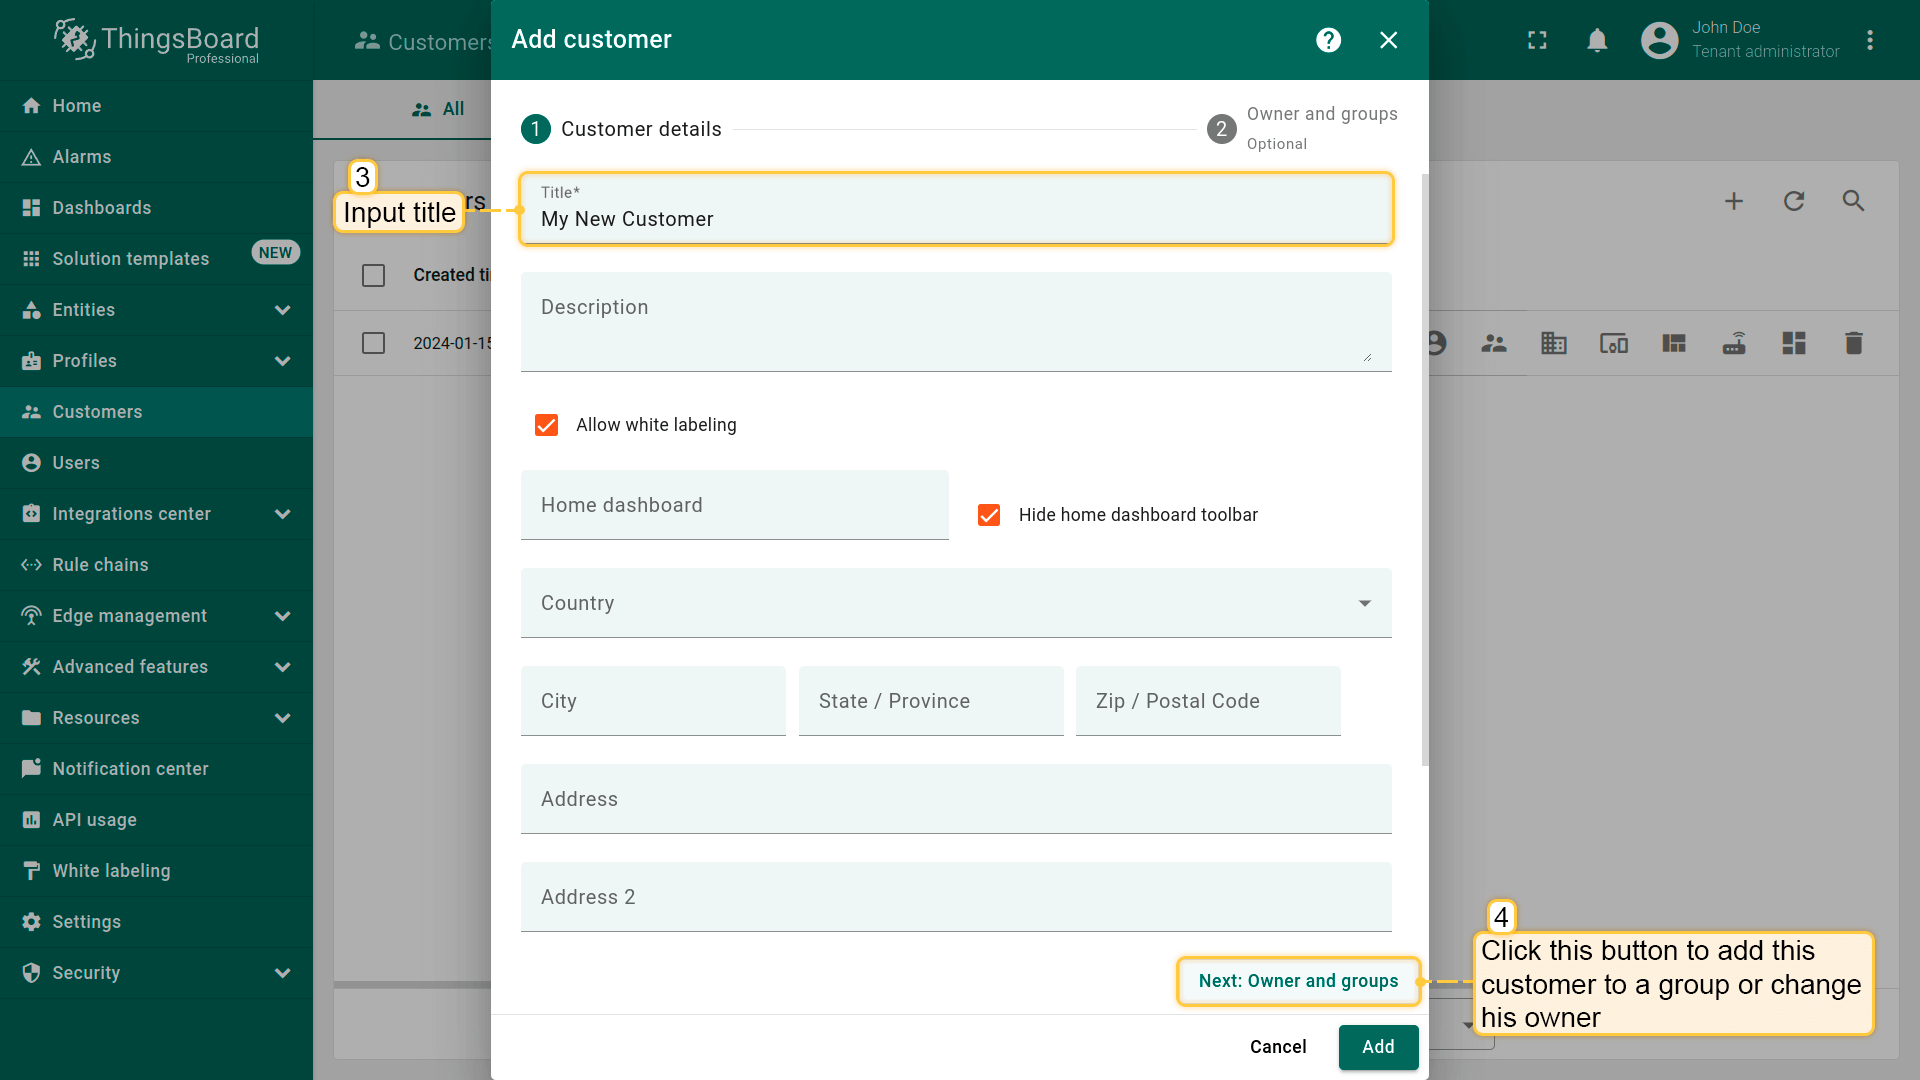 ThingsBoard
Professional
Customers
Add customer
John Doe
Tenant administrator
Home
Alarms
Dashboards
Solution templates
NEW
Entities
Profiles
Customers
Users
Integrations center
Rule chains
Edge management
Advanced features
Resources
Notification center
API usage
White labeling
Settings
Security
All
1 Customer details
2 Owner and groups
Optional
3
Input title
rs
Title*
My New Customer
Created ti
2024-01-15
Description
Allow white labeling
Home dashboard
Hide home dashboard toolbar
Country
City
State / Province
Zip / Postal Code
Address
Address 2
Next: Owner and groups
4
Click this button to add this
customer to a group or change
his owner
Cancel
Add